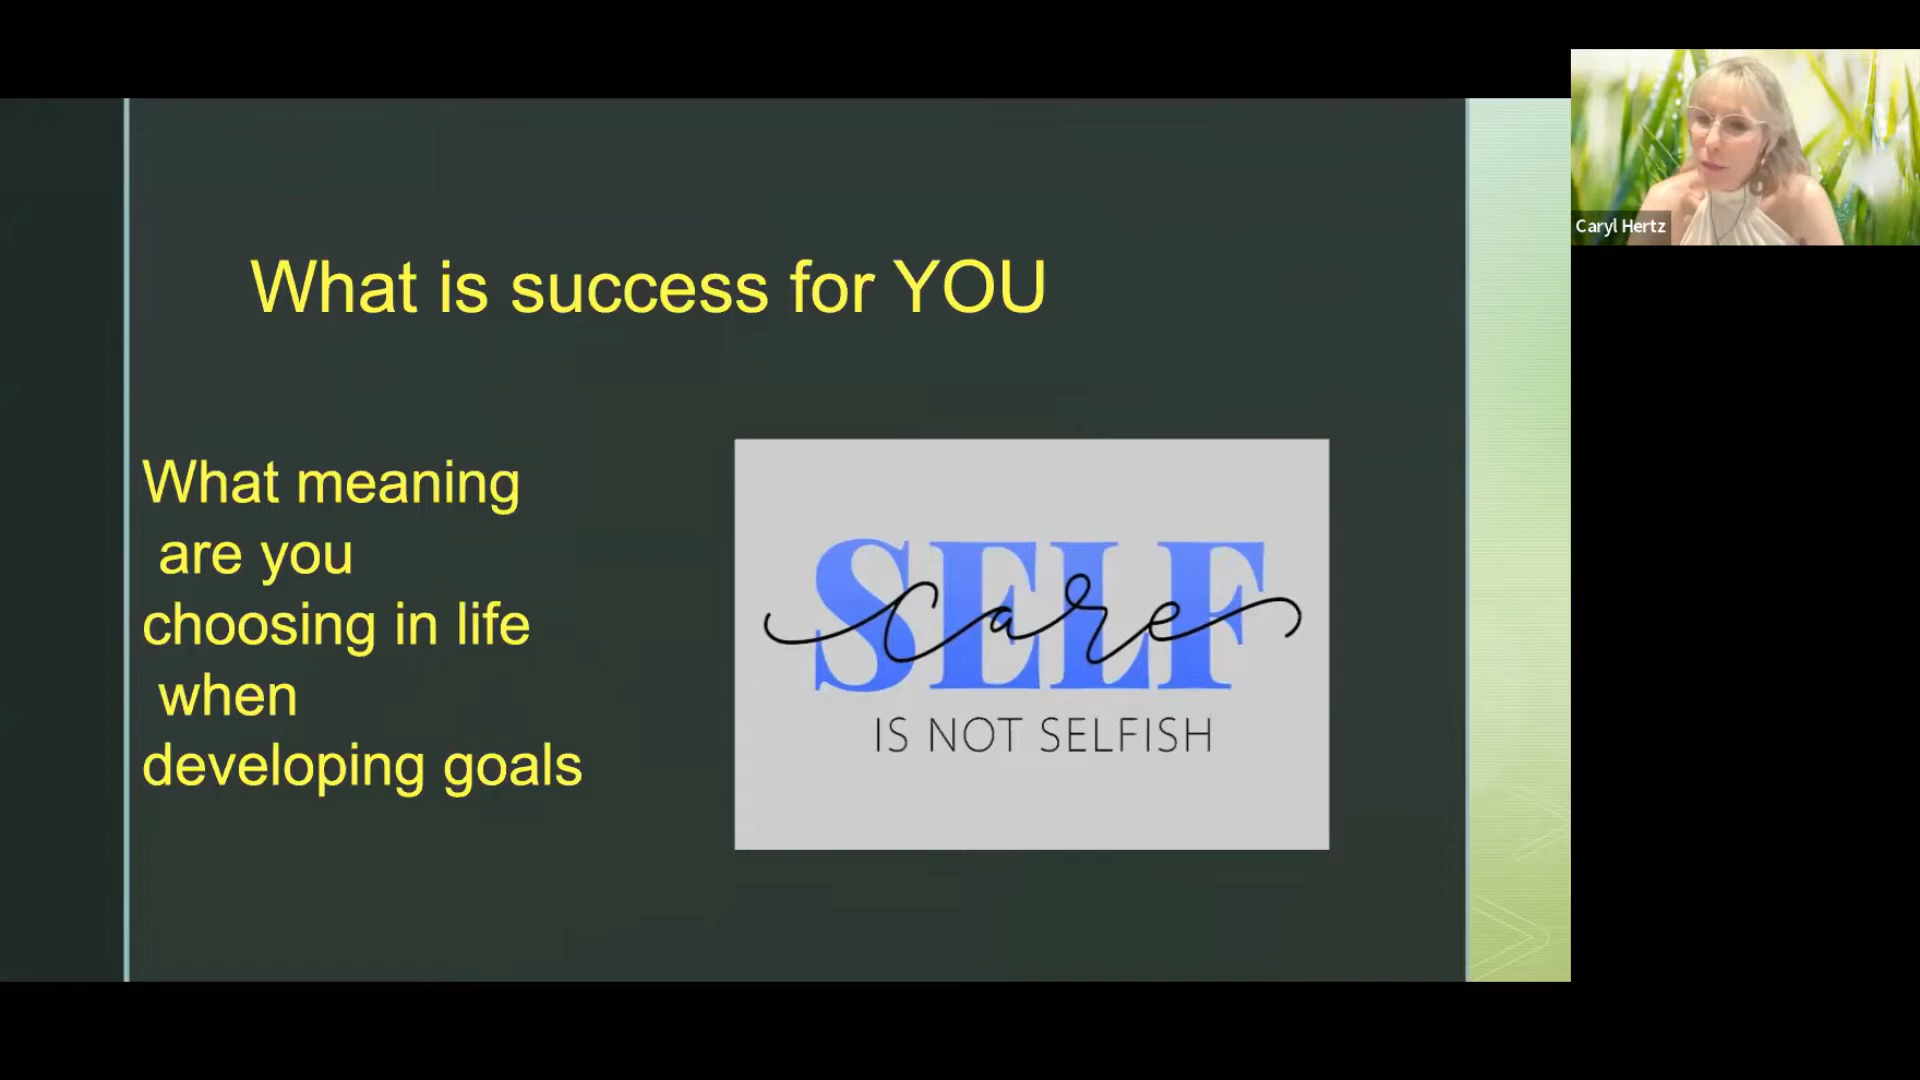 What is success for YOU
What meaning
are you
choosing in life
when
developing goals
SELF
care
IS NOT SELFISH
Caryl Hertz